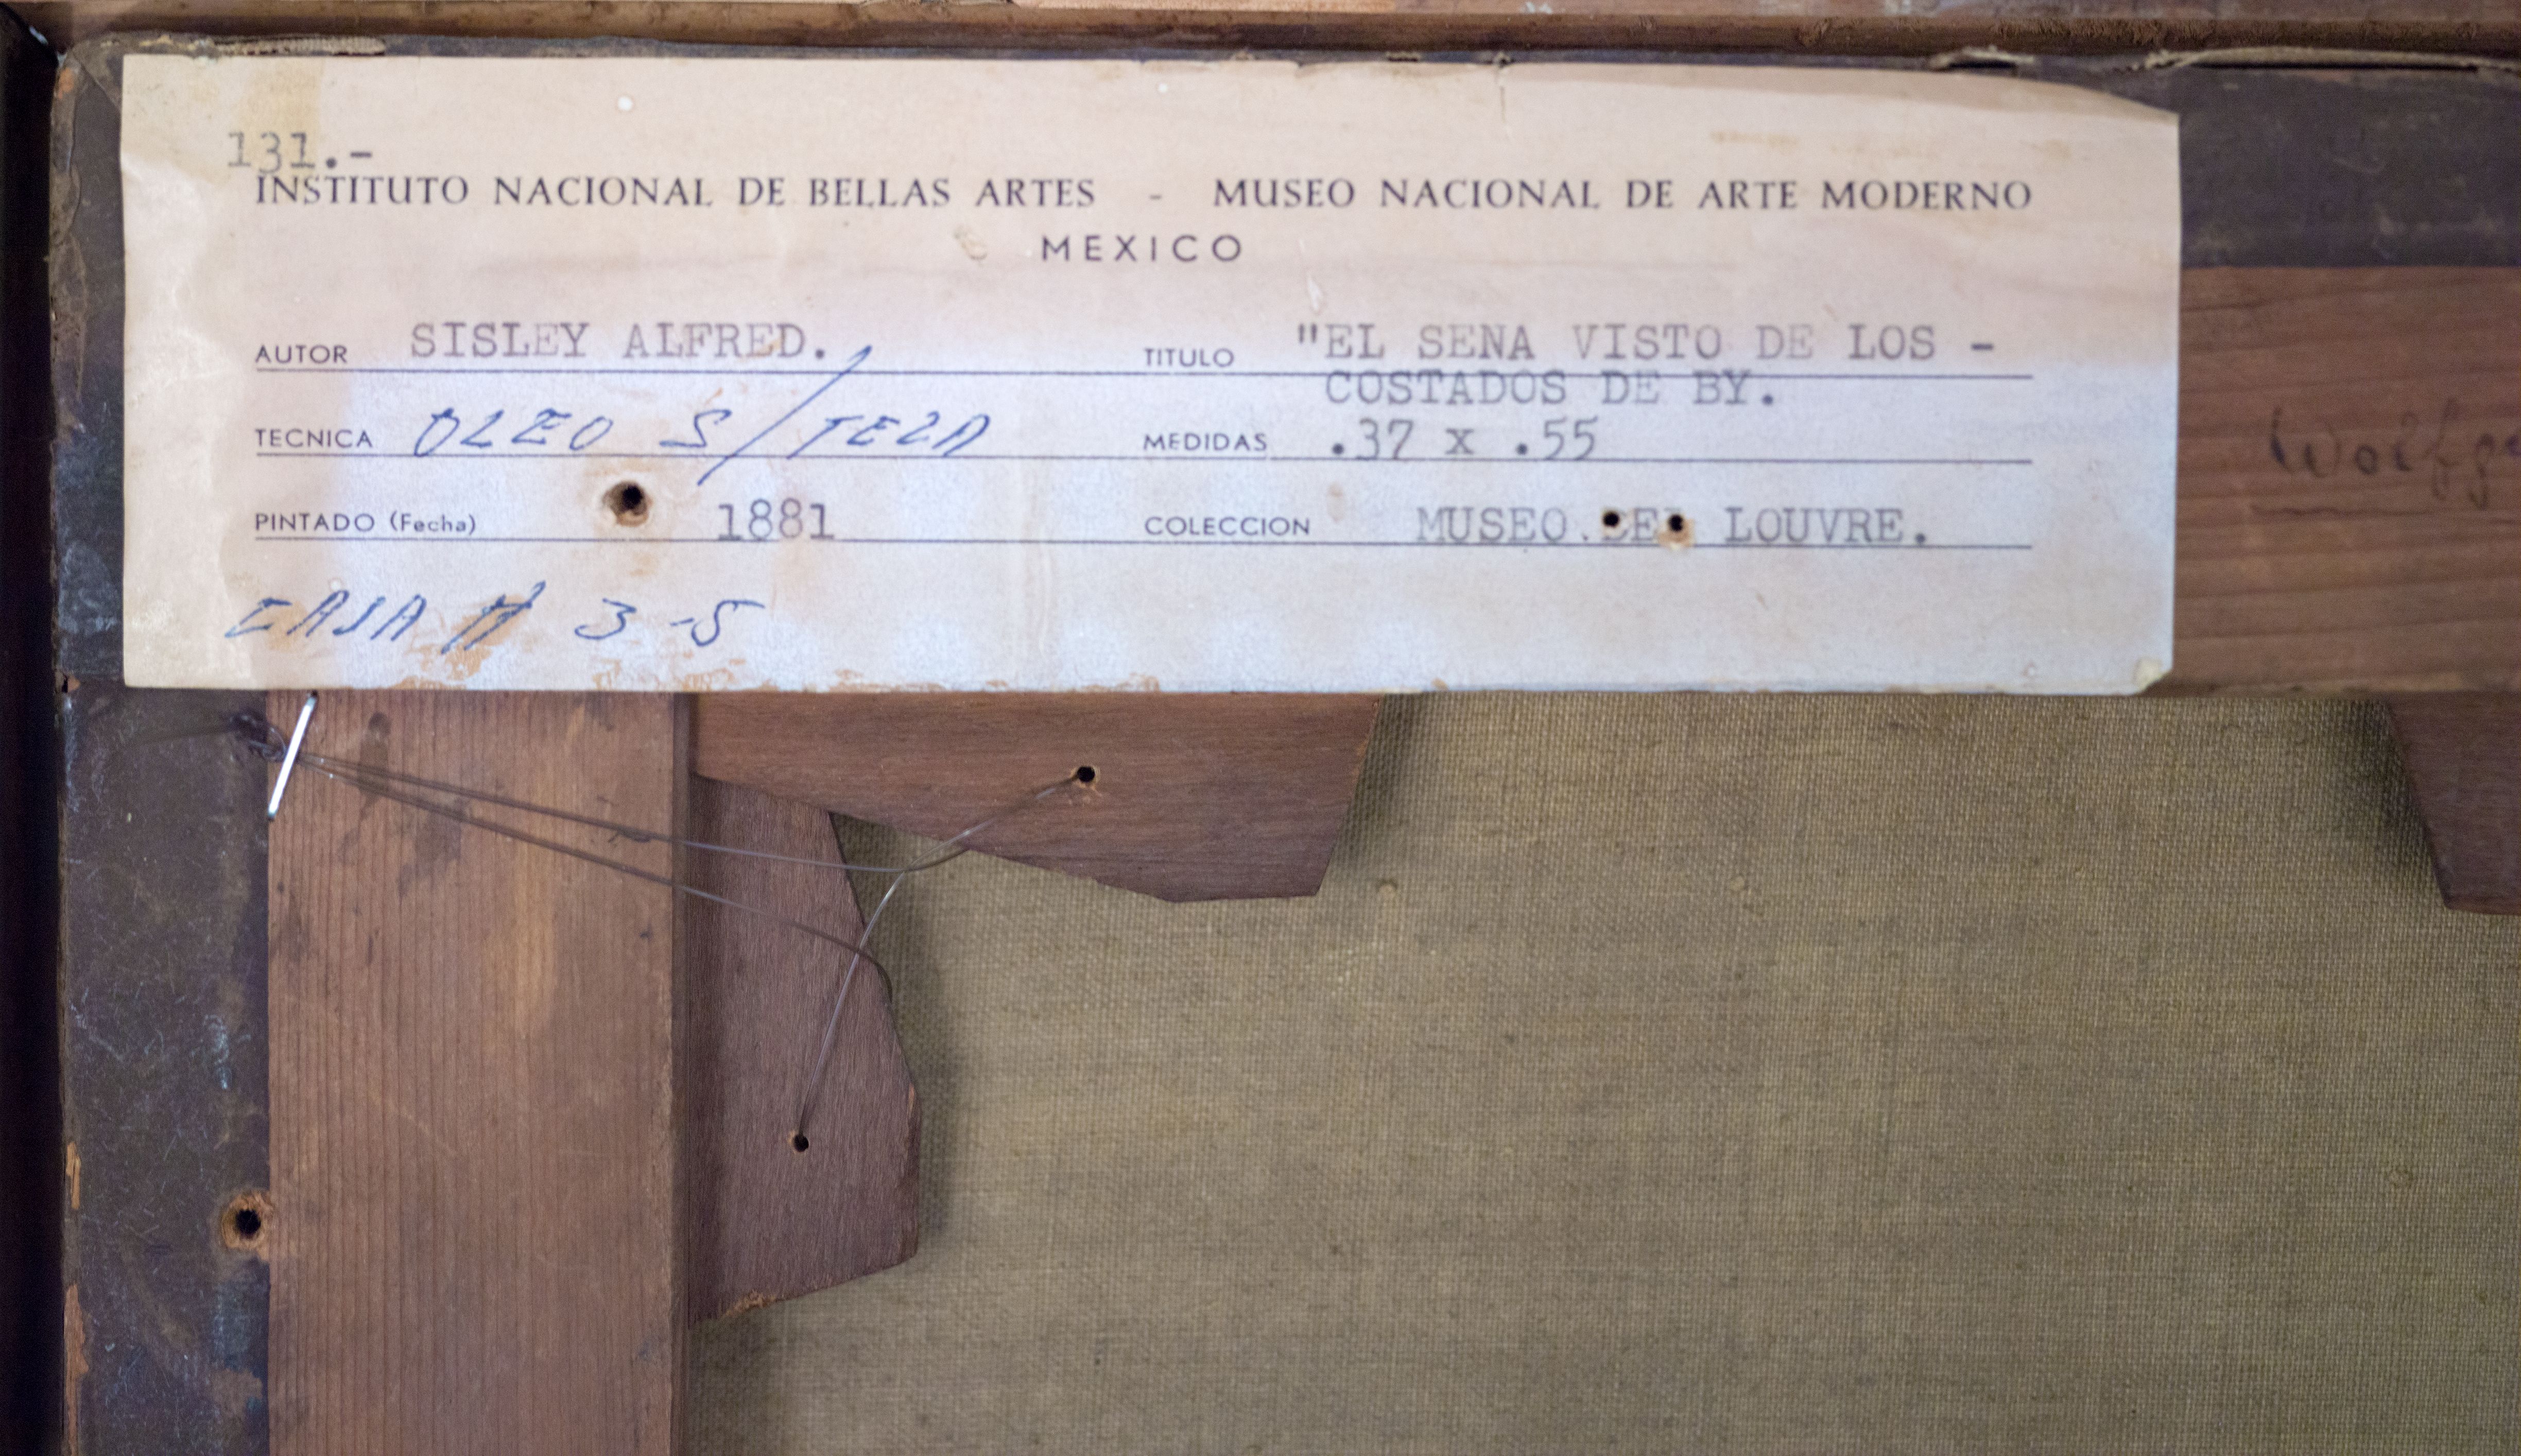 131.-
INSTITUTO NACIONAL DE BELLAS ARTES - MUSEO NACIONAL DE ARTE MODERNO
MEXICO
AUTOR SISLEY ALFRED.
TITULO "EL SENA VISTO DE LOS -
COSTADOS DE BY.
TECNICA OLEO S/TELA
MEDIDAS .37 x .55
PINTADO (Fecha) 1881
COLECCION MUSEO DEL LOUVRE.
CAJA # 3-5